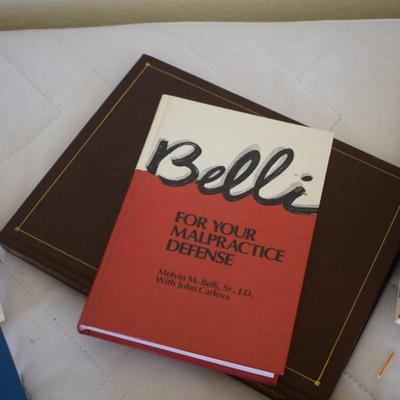 Belli
FOR YOUR
MALPRACTICE
DEFENSE
Melvin M. Belli, Sr., J.D.
With John Carlova